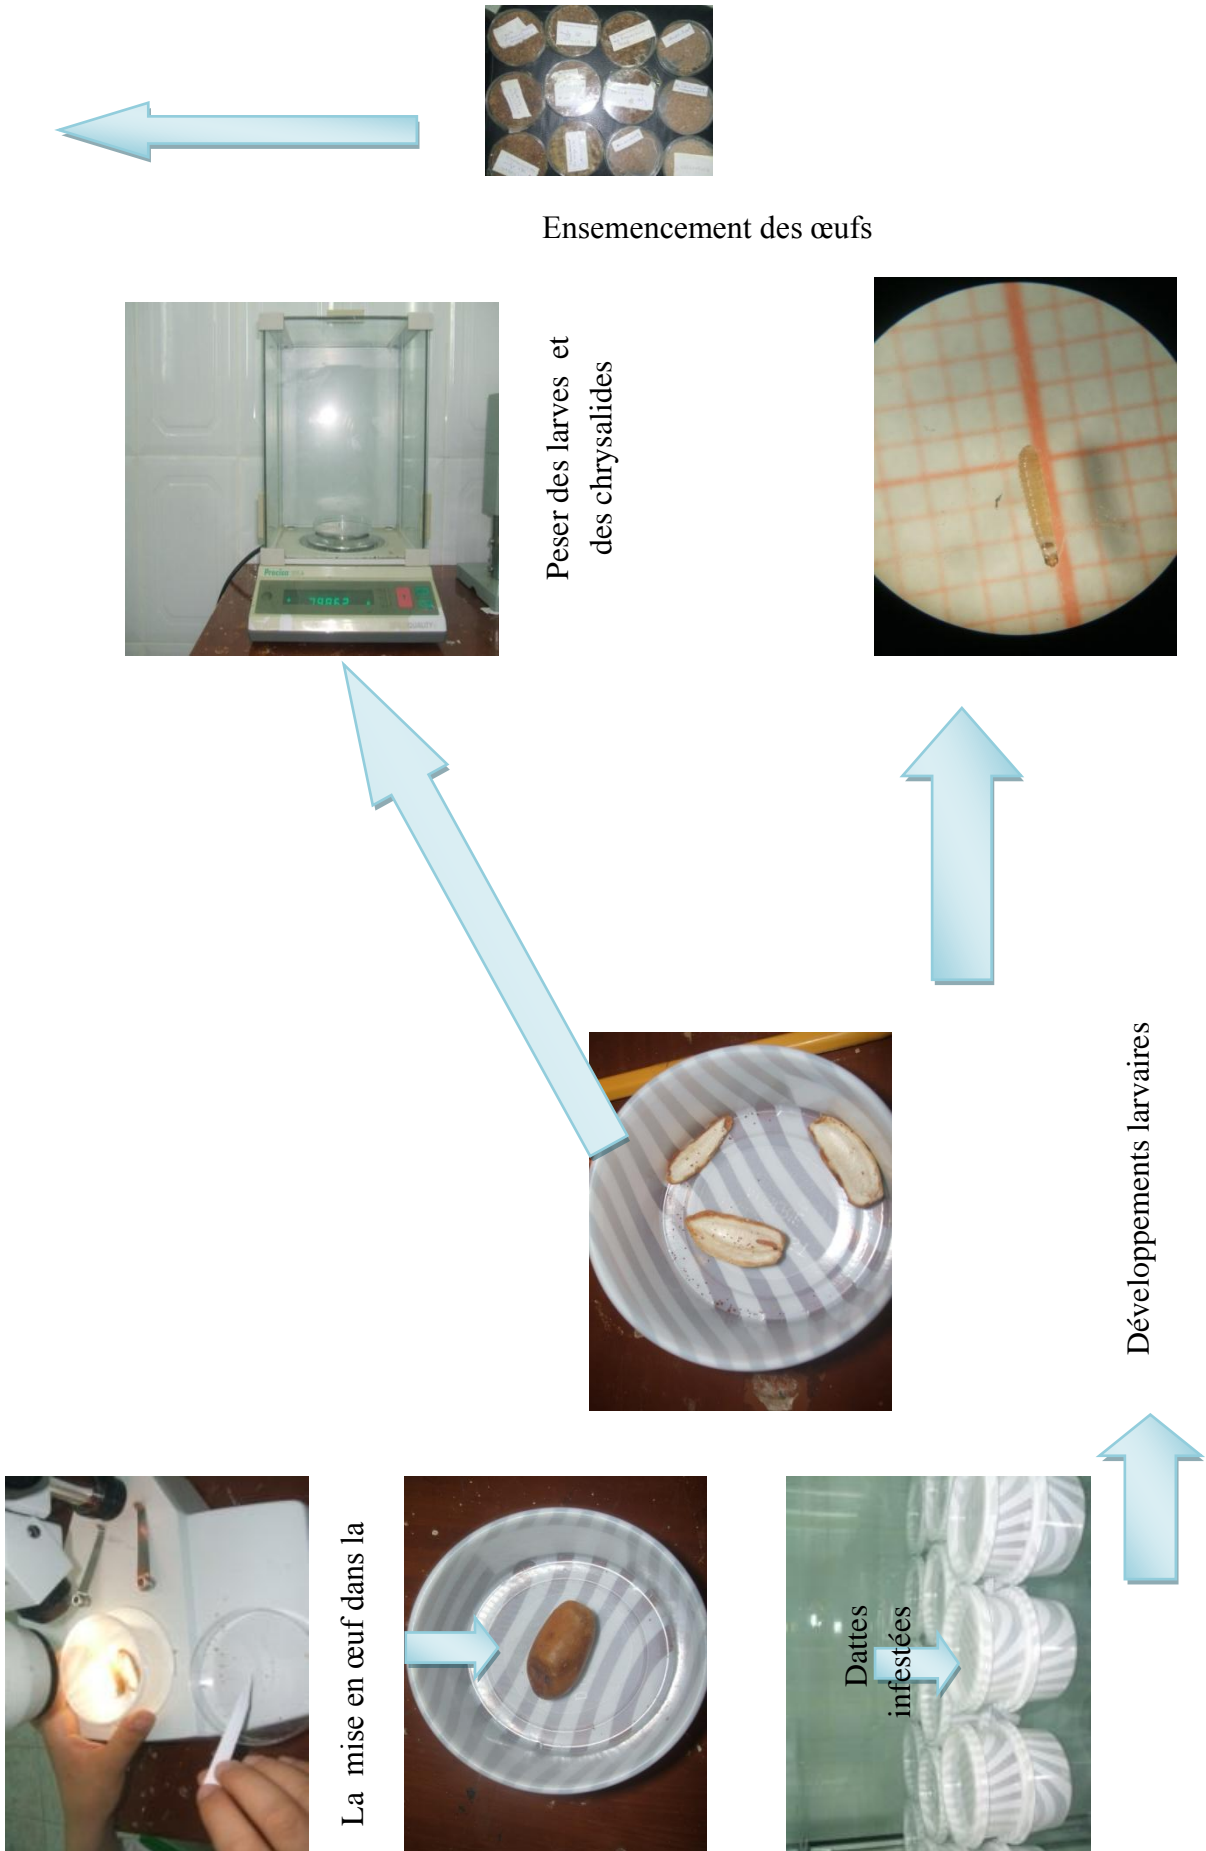 Ensemencement des œufs
Peser des larves et
des chrysalides
Précisa
La mise en œuf dans la
Dattes
infestées
Développements larvaires